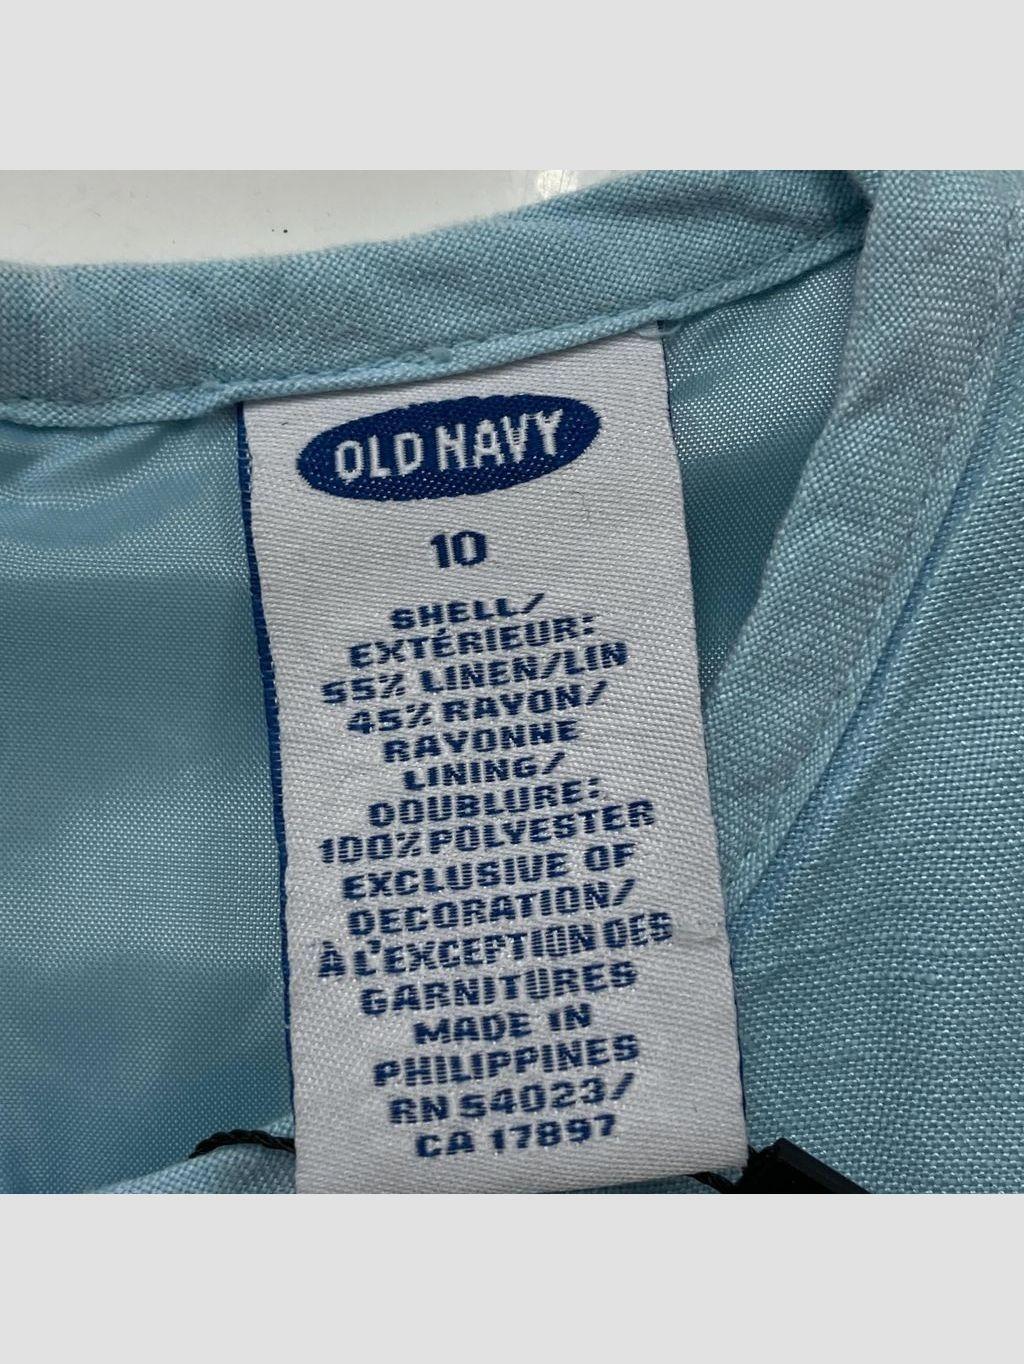 OLD NAVY
10
SHELL/
EXTÉRIEUR:
55% LINEN/LIN
45% RAYON/
RAYONNE
LINING/
DOUBLURE:
100% POLYESTER
EXCLUSIVE OF
DECORATION/
À L'EXCEPTION DES
GARNITURES
MADE IN
PHILIPPINES
RN 54023/
CA 17897